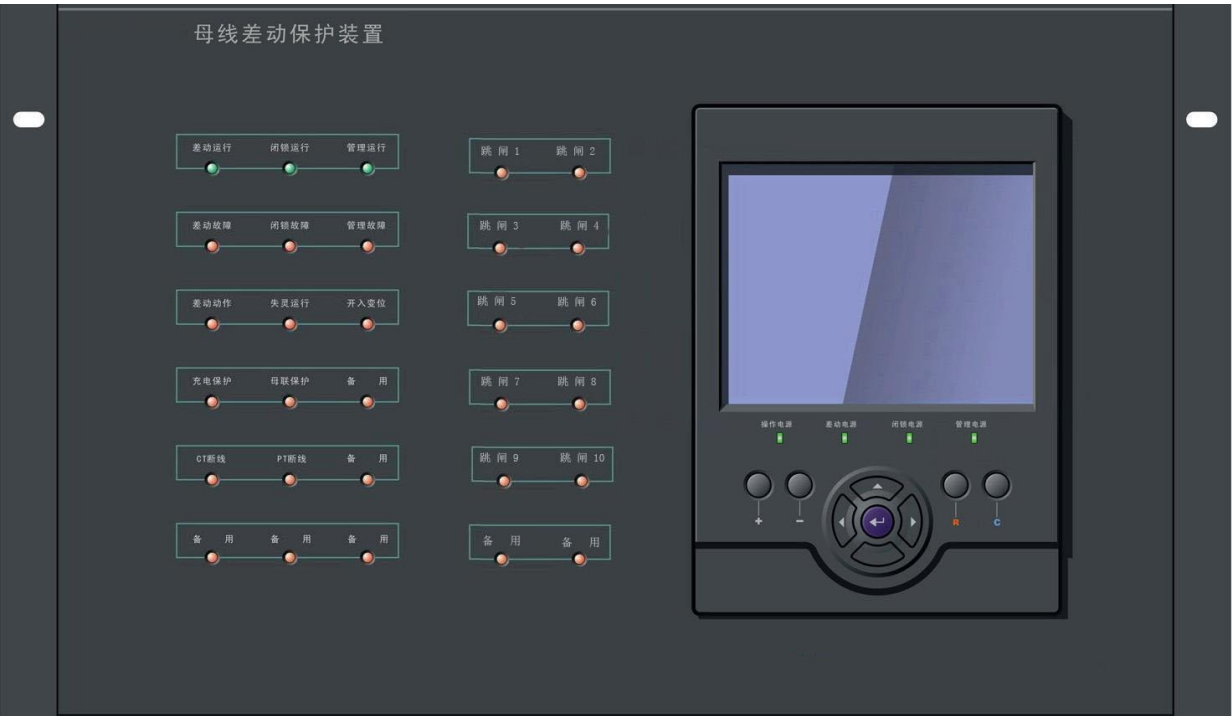 母线差动保护装置
差动运行 闭锁运行 管理运行
跳闸1 跳闸2
差动故障 闭锁故障 管理故障
跳闸3 跳闸4
差动动作 失灵运行 开入变位
跳闸5 跳闸6
充电保护 母联保护 备用
跳闸7 跳闸8
CT断线 PT断线 备用
跳闸9 跳闸10
备用 备用 备用
备用 备用
操作电源 差动电源 闭锁电源 管理电源
+ - R C